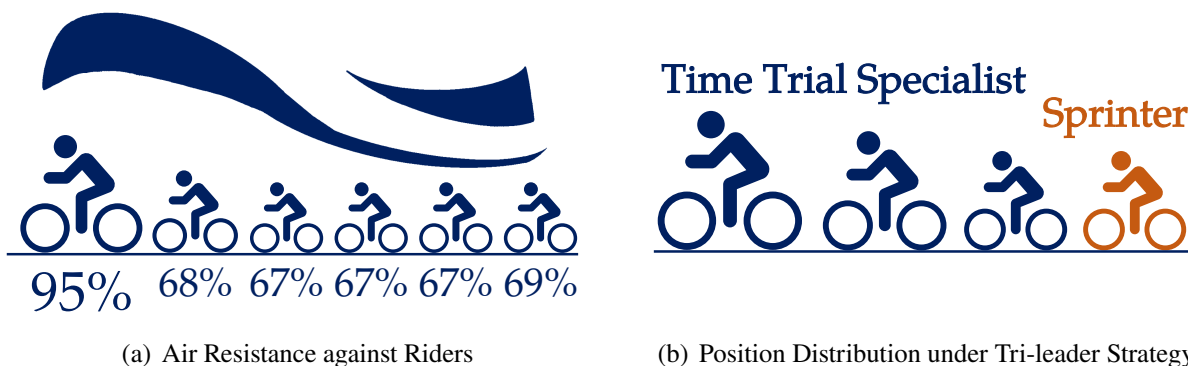 Time Trial Specialist
Sprinter
95% 68% 67% 67% 67% 69%
(a) Air Resistance against Riders
(b) Position Distribution under Tri-leader Strategy